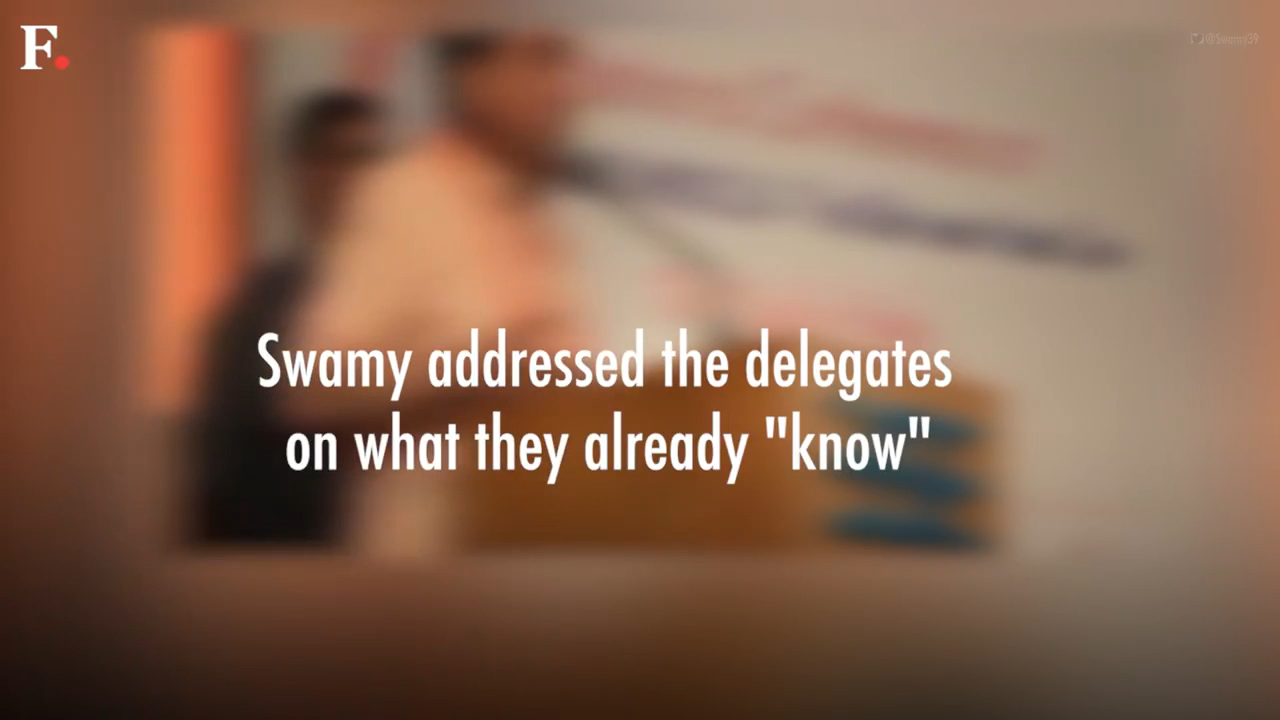 F.
Swamy addressed the delegates
on what they already "know"